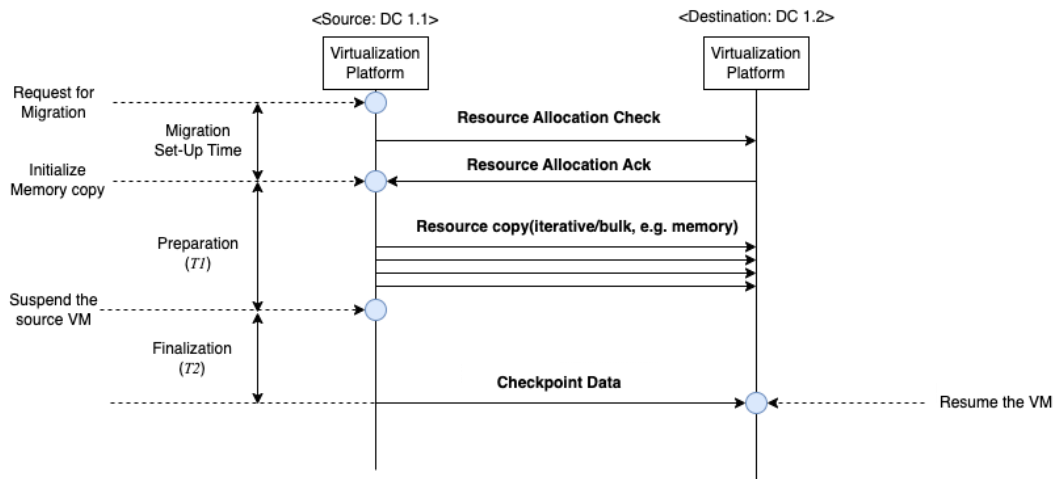 <Source: DC 1.1>
<Destination: DC 1.2>
Virtualization
Platform
Virtualization
Platform
Request for
Migration
Resource Allocation Check
Migration
Set-Up Time
Resource Allocation Ack
Initialize
Memory copy
Resource copy(iterative/bulk, e.g. memory)
Preparation
(T1)
Suspend the
source VM
Finalization
(T2)
Checkpoint Data
Resume the VM